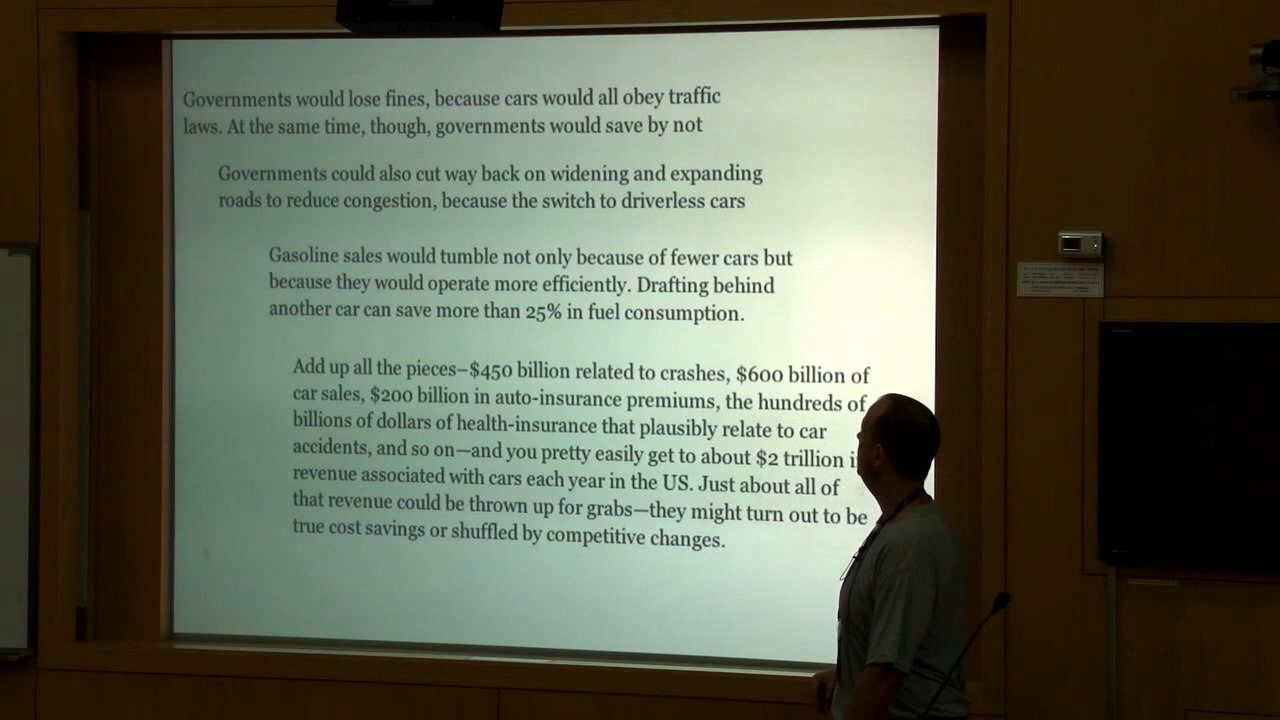 Governments would lose fines, because cars would all obey traffic
laws. At the same time, though, governments would save by not
Governments could also cut way back on widening and expanding
roads to reduce congestion, because the switch to driverless cars
Gasoline sales would tumble not only because of fewer cars but
because they would operate more efficiently. Drafting behind
another car can save more than 25% in fuel consumption.
Add up all the pieces—$450 billion related to crashes, $600 billion of
car sales, $200 billion in auto-insurance premiums, the hundreds of
billions of dollars of health-insurance that plausibly relate to car
accidents, and so on—and you pretty easily get to about $2 trillion
revenue associated with cars each year in the US. Just about all of
that revenue could be thrown up for grabs—they might turn out to be
true cost savings or shuffled by competitive changes.